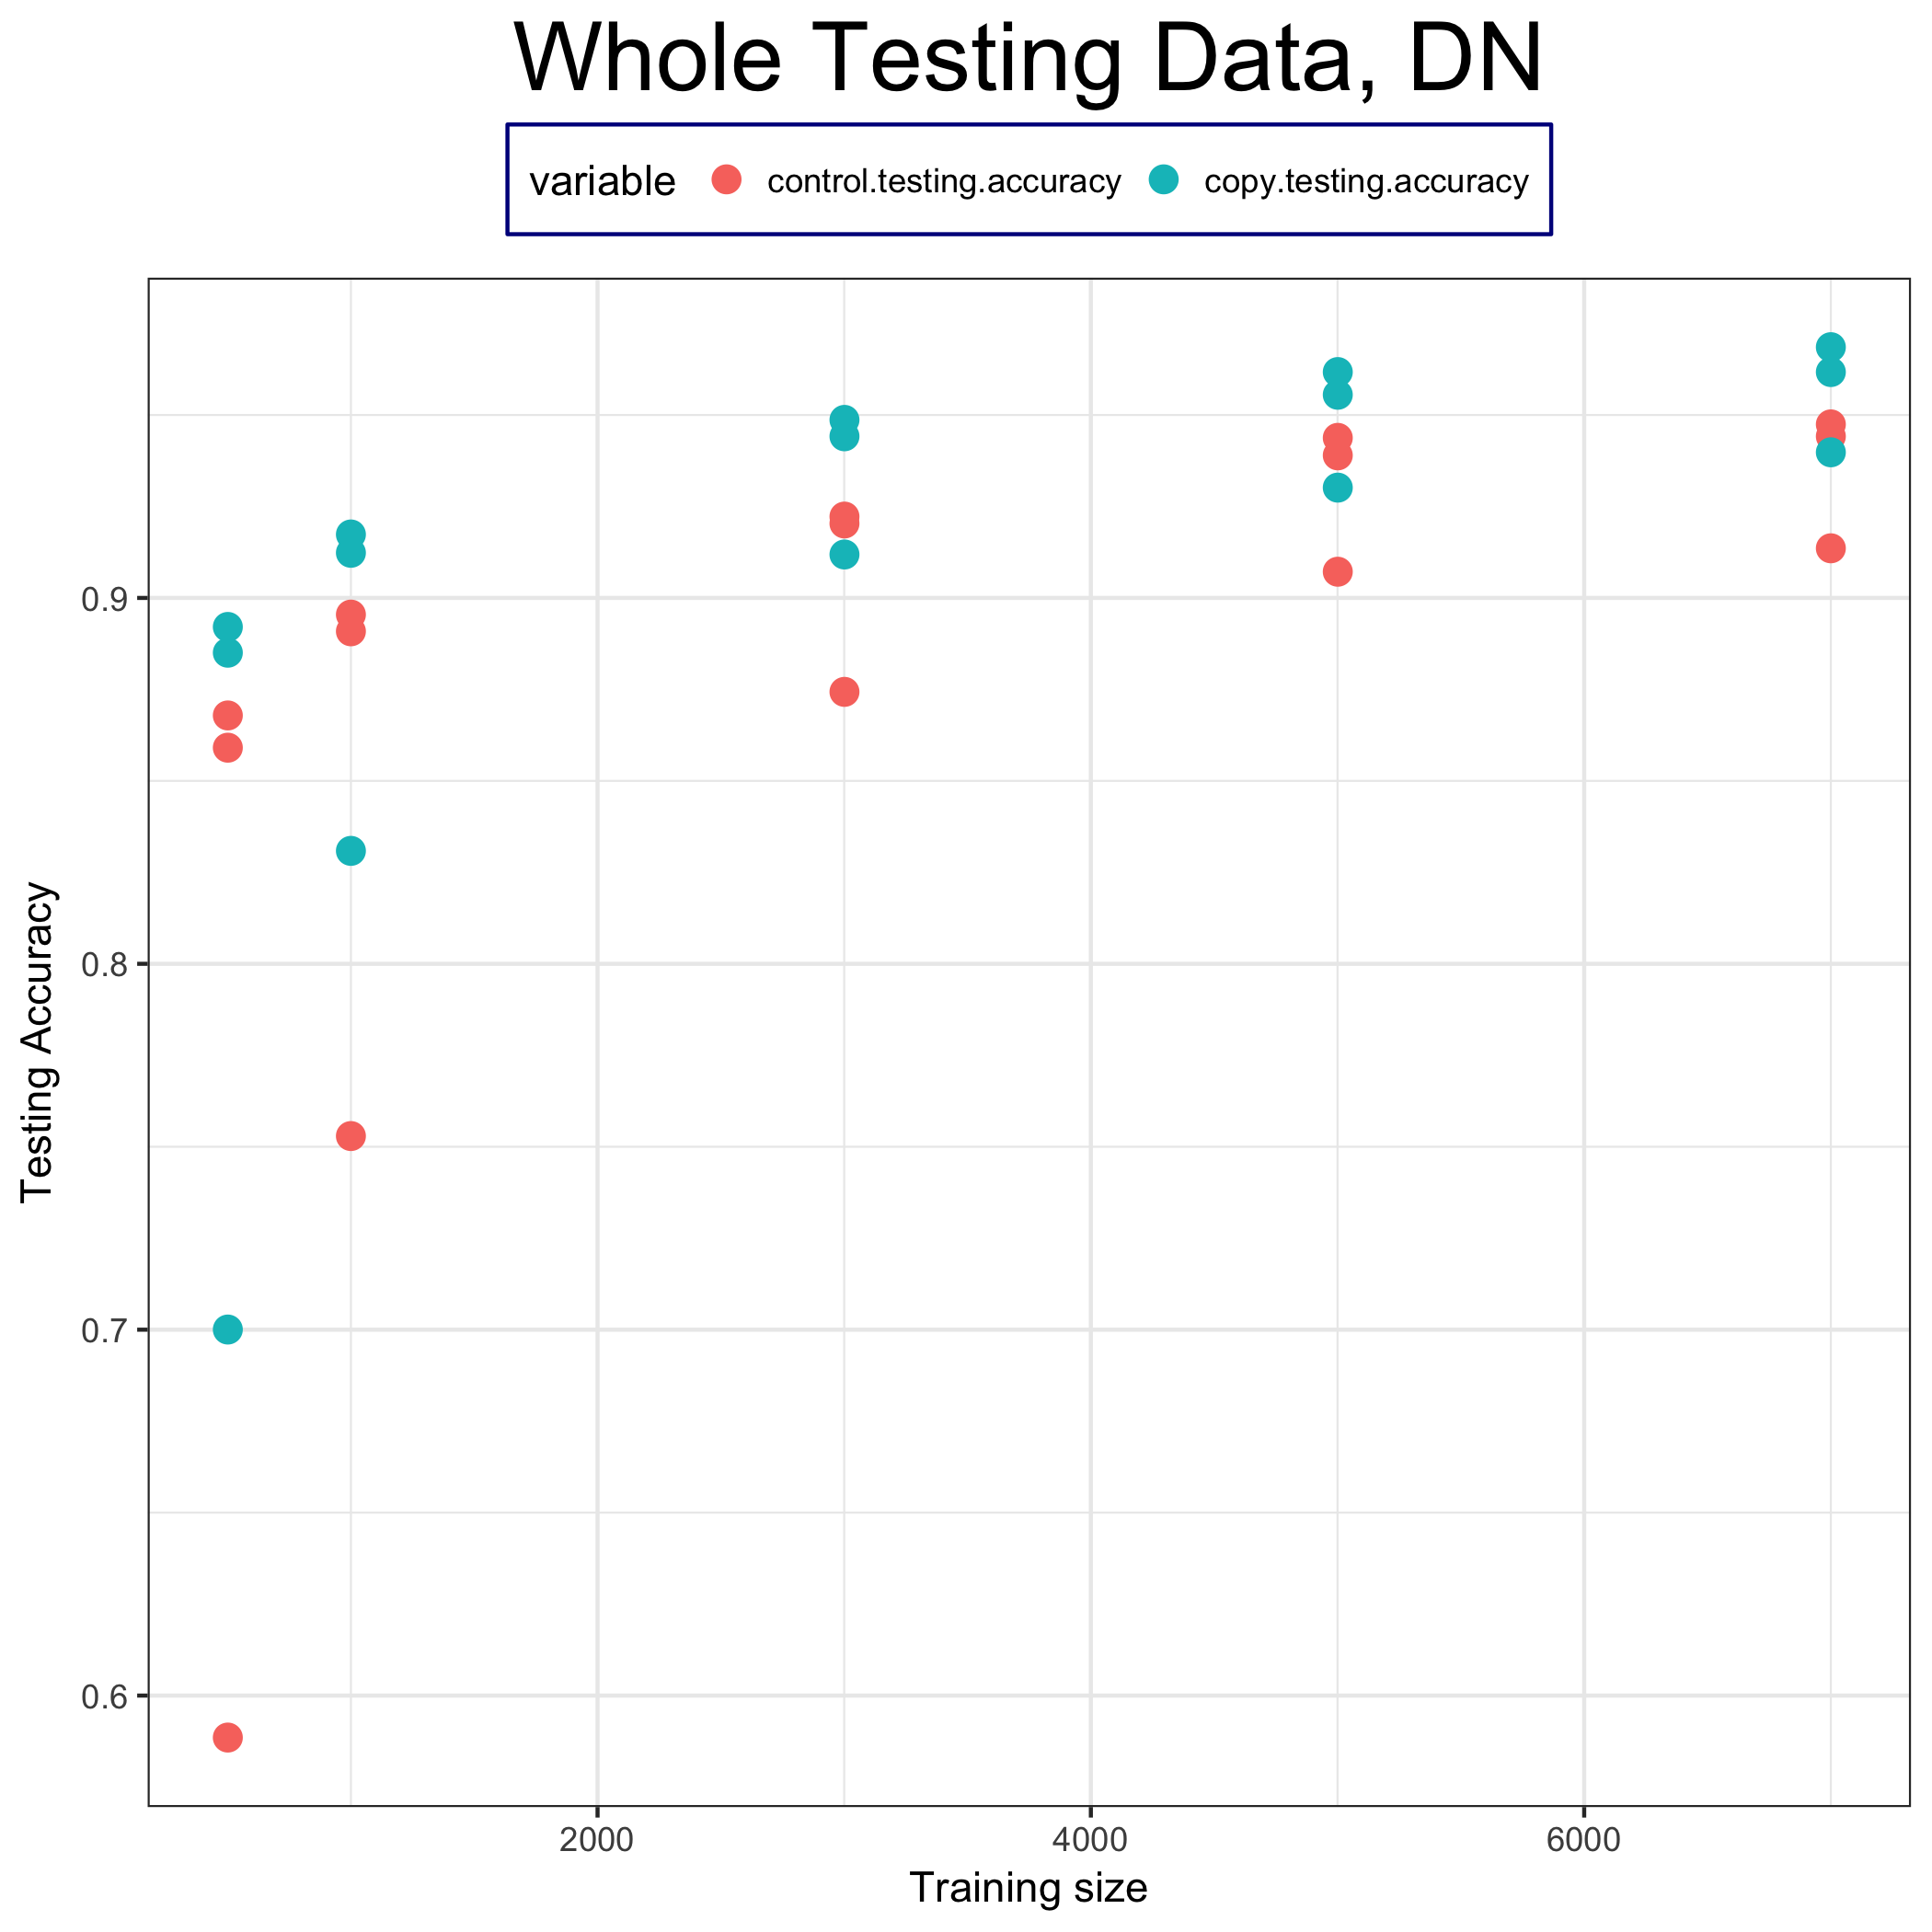 Whole Testing Data, DN
variable control.testing.accuracy copy.testing.accuracy
Testing Accuracy
0.9
0.8
0.7
0.6
2000 4000 6000
Training size